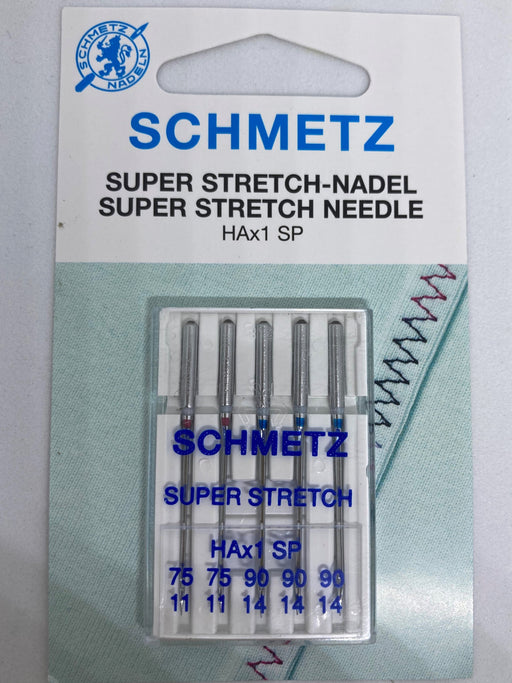 SCHMETZ
NADELN
SCHMETZ
SUPER STRETCH-NADEL
SUPER STRETCH NEEDLE
HAx1 SP
SCHMETZ
SUPER STRETCH
HAx1 SP
75 75 90 90 90
11 11 14 14 14